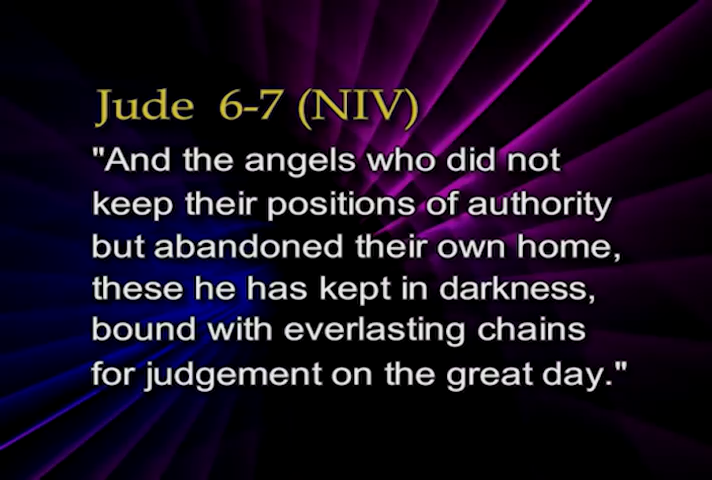 Jude 6-7 (NIV)
"And the angels who did not
keep their positions of authority
but abandoned their own home,
these he has kept in darkness,
bound with everlasting chains
for judgement on the great day."